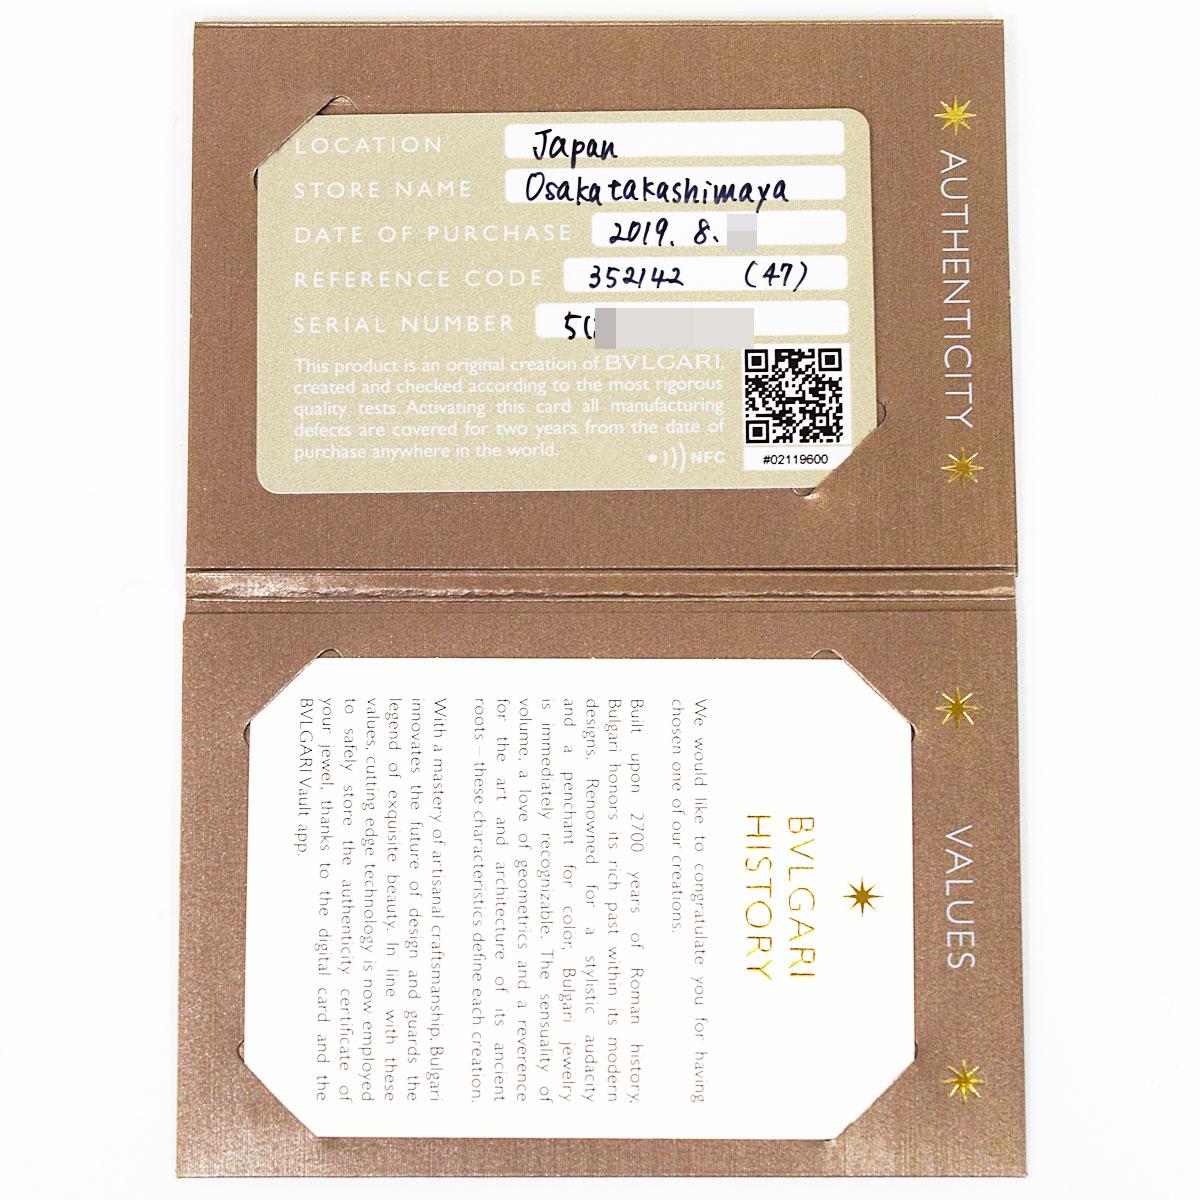 AUTHENTICITY
LOCATION Japan
STORE NAME Osakatakashimaya
DATE OF PURCHASE 2019. 8.
REFERENCE CODE 352142 (47)
SERIAL NUMBER
This product is an original creation of BVLGARI,
created and checked according to the most rigorous
quality tests. Activating this card all manufacturing
defects are covered for two years from the date of
purchase anywhere in the world.
NFC
#02119600
VALUES
BVLGARI
HISTORY
We would like to congratulate you for having
chosen one of our creations.
Built upon 2700 years of Roman history,
Bulgari honors its rich past within its modern
designs. Renowned for a stylistic audacity
and a penchant for color, Bulgari jewelry
is immediately recognizable. The sensuality of
volume, a love of geometrics and a reverence
for the art and architecture of its ancient
roots – these characteristics define each creation.
With a mastery of artisanal craftsmanship, Bulgari
innovates the future of design and guards the
legend of exquisite beauty. In line with these
values, cutting edge technology is now employed
to safely store the authenticity certificate of
your jewel, thanks to the digital card and the
BVLGARI Vault app.